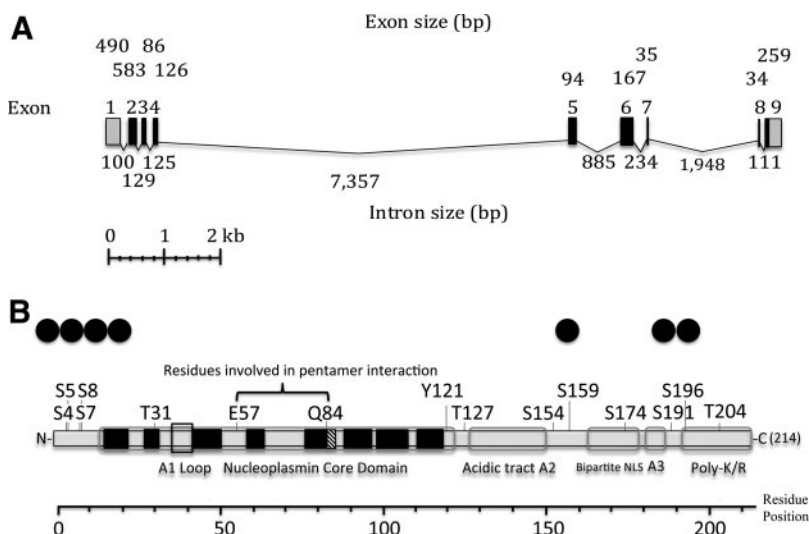 A
Exon size (bp)
490 86 35 259
583 126 94 167 34
Exon 1 2 3 4 5 6 7 8 9
100 125 885 234 1,948 111
129 7,357
Intron size (bp)
0 1 2 kb
B
Residues involved in pentamer interaction
S5 S8 Y121 S159 S196
S4 S7 T31 E57 Q84 T127 S154 S174 S191 T204
N- -C (214)
A1 Loop Nucleoplasmin Core Domain Acidic tract A2 Bipartite NLS A3 Poly-K/R
Residue
Position
0 50 100 150 200